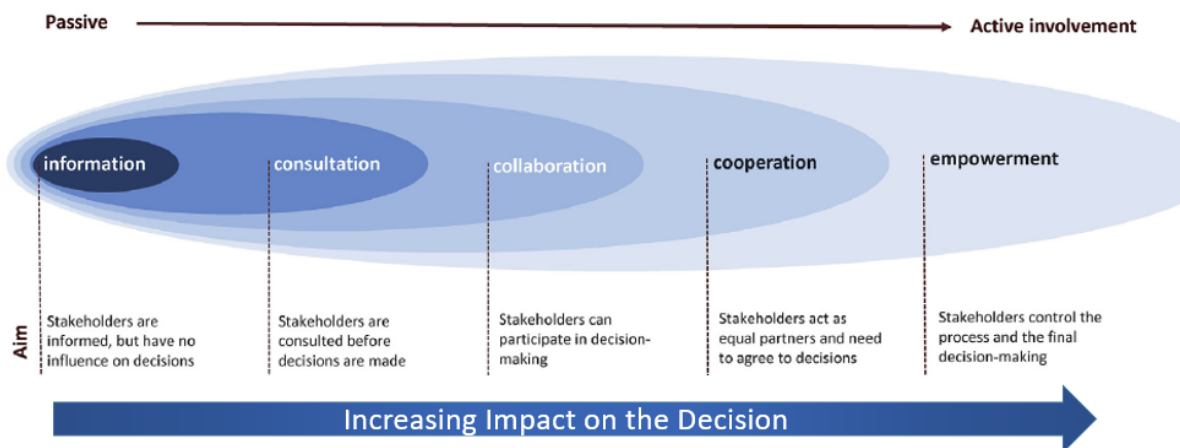 Passive
Active involvement
information
consultation
collaboration
cooperation
empowerment
Aim
Stakeholders are
informed, but have no
influence on decisions
Stakeholders are
consulted before
decisions are made
Stakeholders can
participate in decision-
making
Stakeholders act as
equal partners and need
to agree to decisions
Stakeholders control the
process and the final
decision-making
Increasing Impact on the Decision